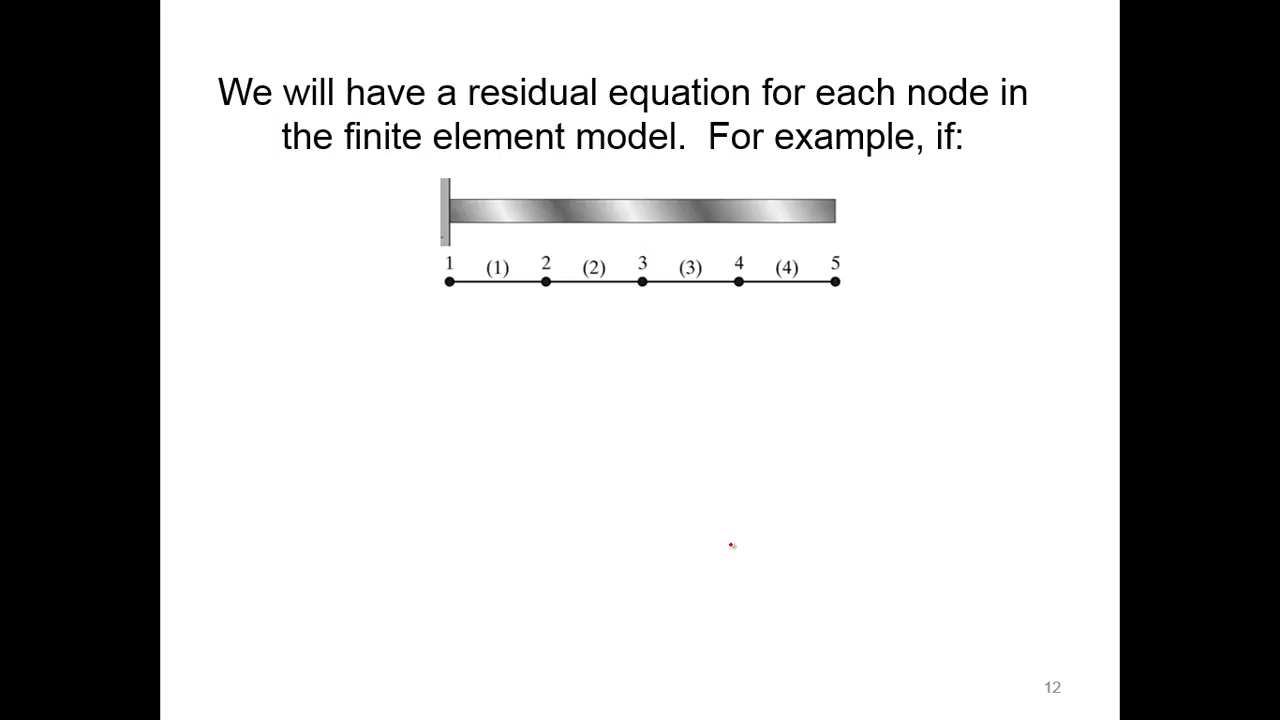 We will have a residual equation for each node in
the finite element model.  For example, if:
1 (1) 2 (2) 3 (3) 4 (4) 5
12